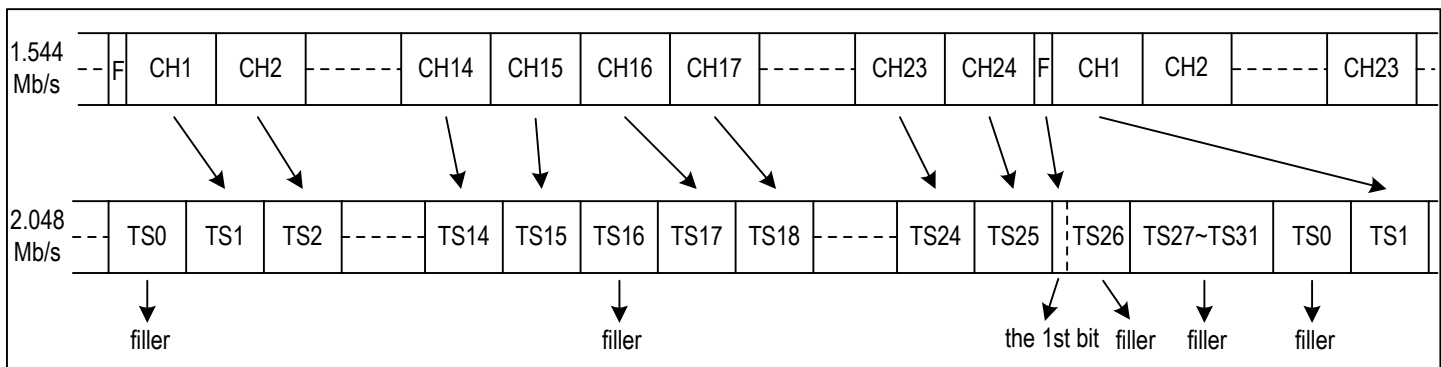 1.544
Mb/s
F CH1 CH2 CH14 CH15 CH16 CH17 CH23 CH24 F CH1 CH2 CH23
2.048
Mb/s
TS0 TS1 TS2 TS14 TS15 TS16 TS17 TS18 TS24 TS25 TS26 TS27~TS31 TS0 TS1
filler filler the 1st bit filler filler filler